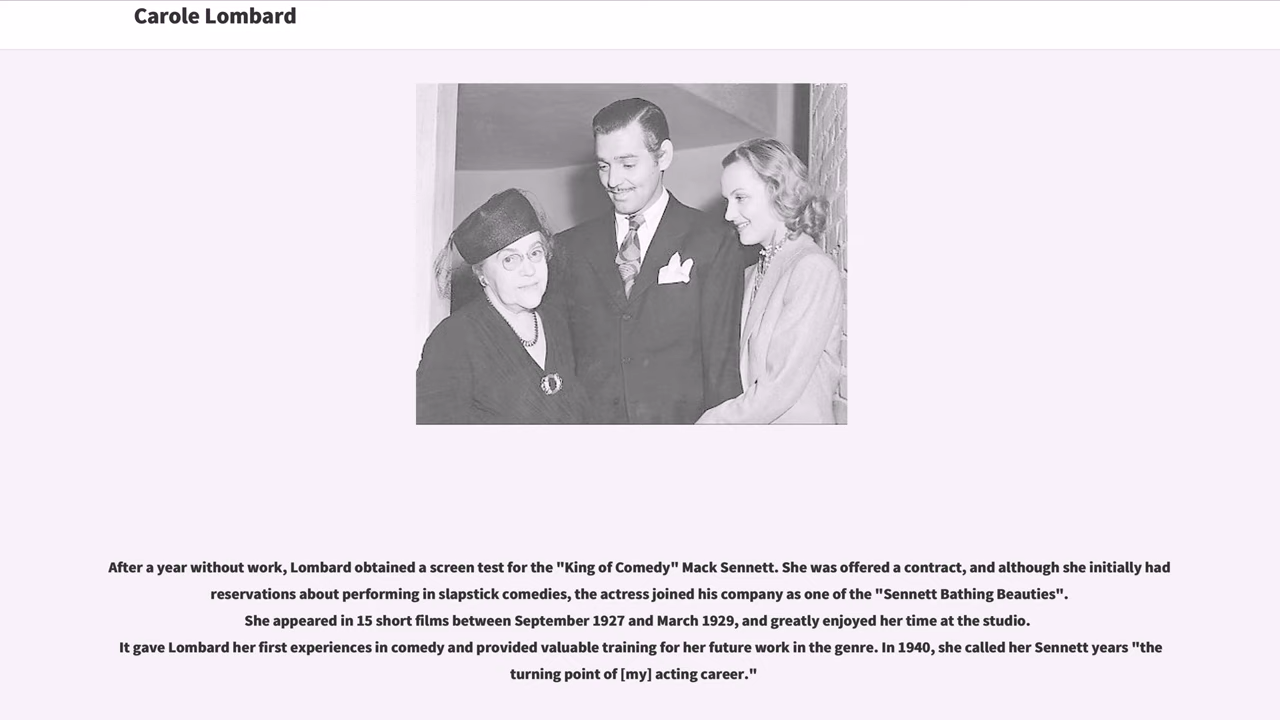 Carole Lombard
After a year without work, Lombard obtained a screen test for the "King of Comedy" Mack Sennett. She was offered a contract, and although she initially had
reservations about performing in slapstick comedies, the actress joined his company as one of the "Sennett Bathing Beauties".
She appeared in 15 short films between September 1927 and March 1929, and greatly enjoyed her time at the studio.
It gave Lombard her first experiences in comedy and provided valuable training for her future work in the genre. In 1940, she called her Sennett years "the
turning point of [my] acting career."